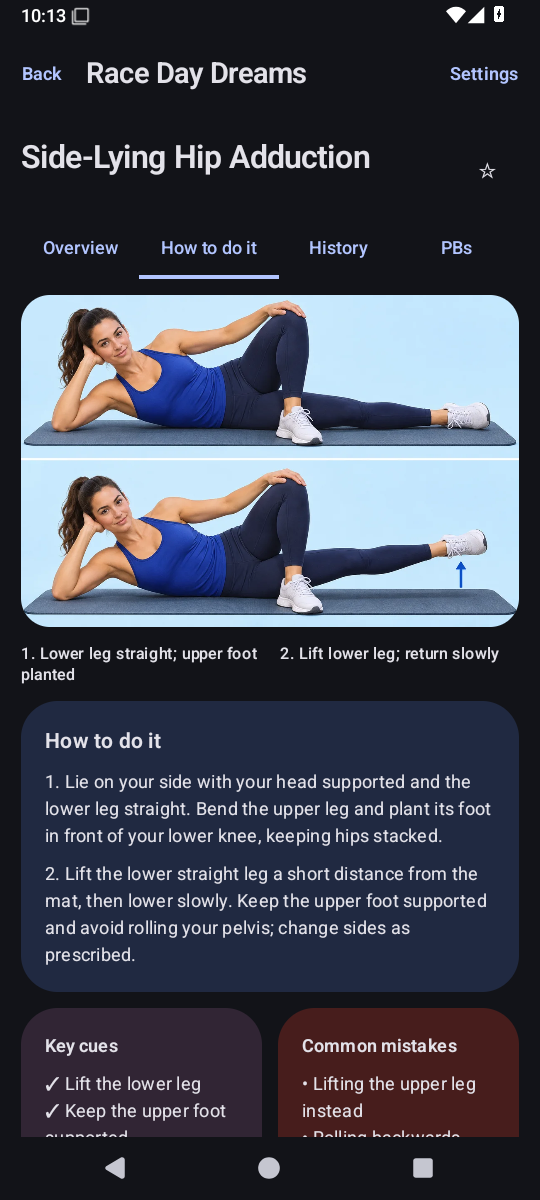 10:13
Back Race Day Dreams Settings
Side-Lying Hip Adduction
☆
Overview How to do it History PBs
1. Lower leg straight; upper foot planted
2. Lift lower leg; return slowly
How to do it
1. Lie on your side with your head supported and the
lower leg straight. Bend the upper leg and plant its foot
in front of your lower knee, keeping hips stacked.
2. Lift the lower straight leg a short distance from the
mat, then lower slowly. Keep the upper foot supported
and avoid rolling your pelvis; change sides as
prescribed.
Key cues
✓ Lift the lower leg
✓ Keep the upper foot
supported
Common mistakes
• Lifting the upper leg
instead
• Rolling backwards